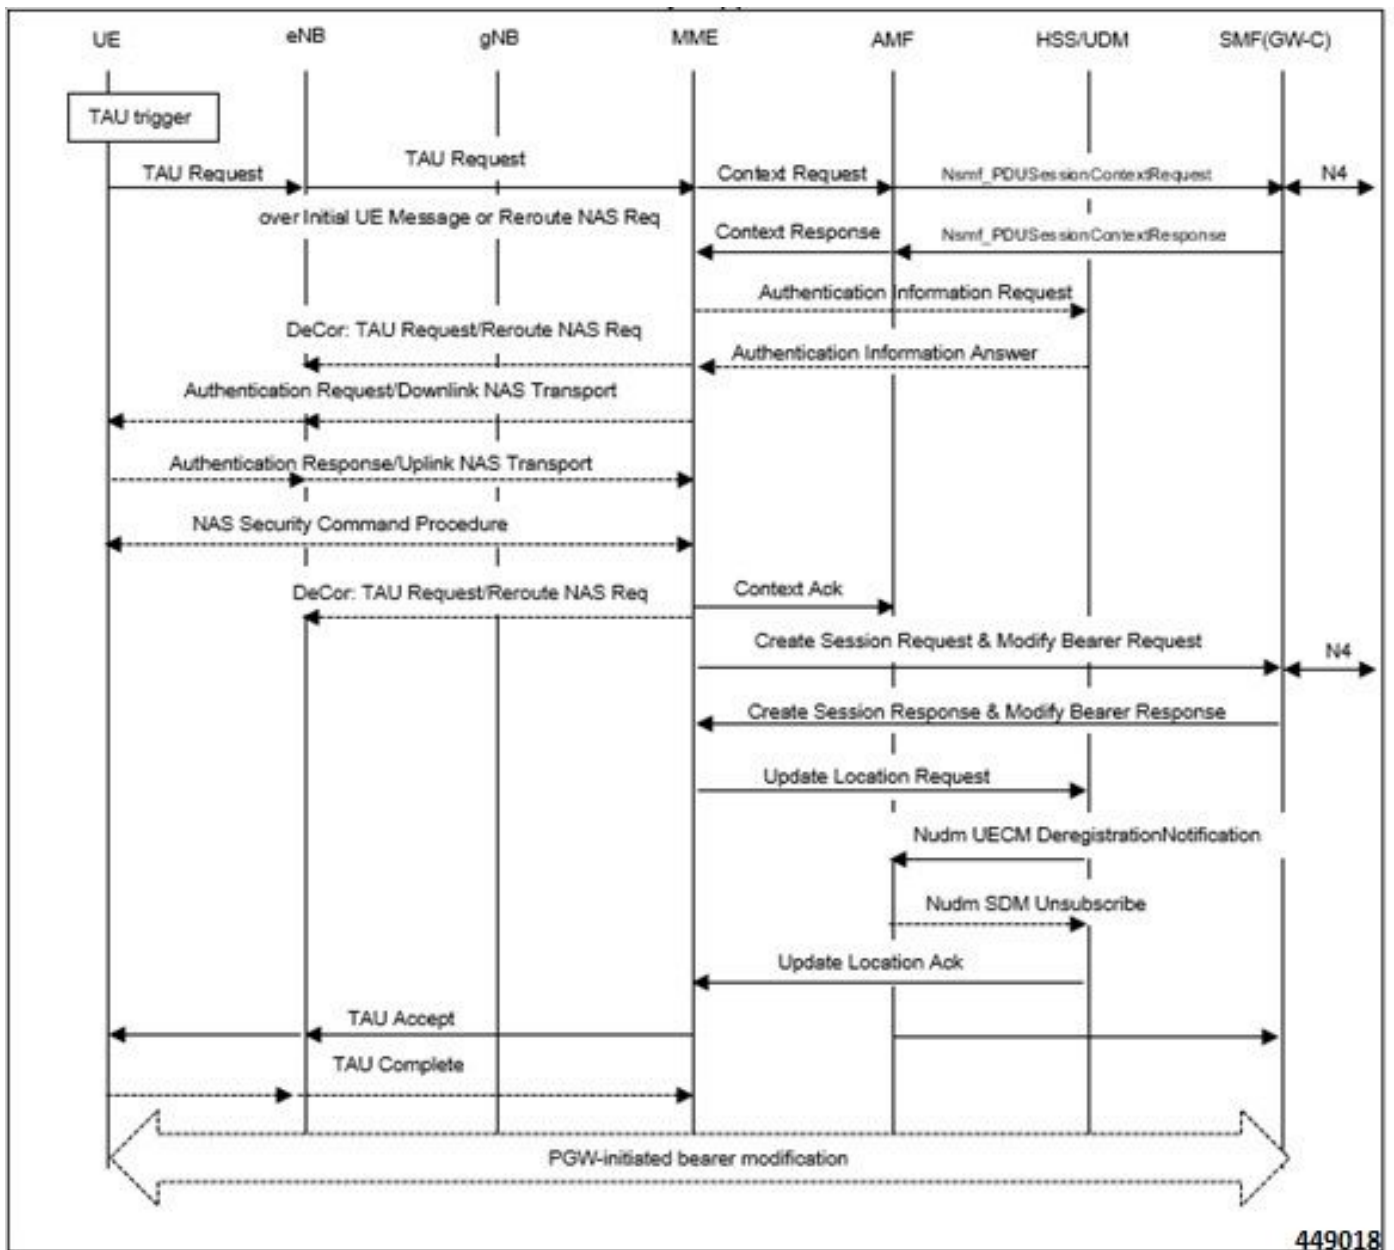 UE eNB gNB MME AMF HSS/UDM SMF(GW-C)
TAU trigger
TAU Request
TAU Request
Context Request
Nsmf_PDUSessionContextRequest
N4
over Initial UE Message or Reroute NAS Req
Context Response
Nsmf_PDUSessionContextResponse
Authentication Information Request
DeCor: TAU Request/Reroute NAS Req
Authentication Information Answer
Authentication Request/Downlink NAS Transport
Authentication Response/Uplink NAS Transport
NAS Security Command Procedure
DeCor: TAU Request/Reroute NAS Req
Context Ack
Create Session Request & Modify Bearer Request
N4
Create Session Response & Modify Bearer Response
Update Location Request
Nudm UECM DeregistrationNotification
Nudm SDM Unsubscribe
Update Location Ack
TAU Accept
TAU Complete
PGW-initiated bearer modification
449018